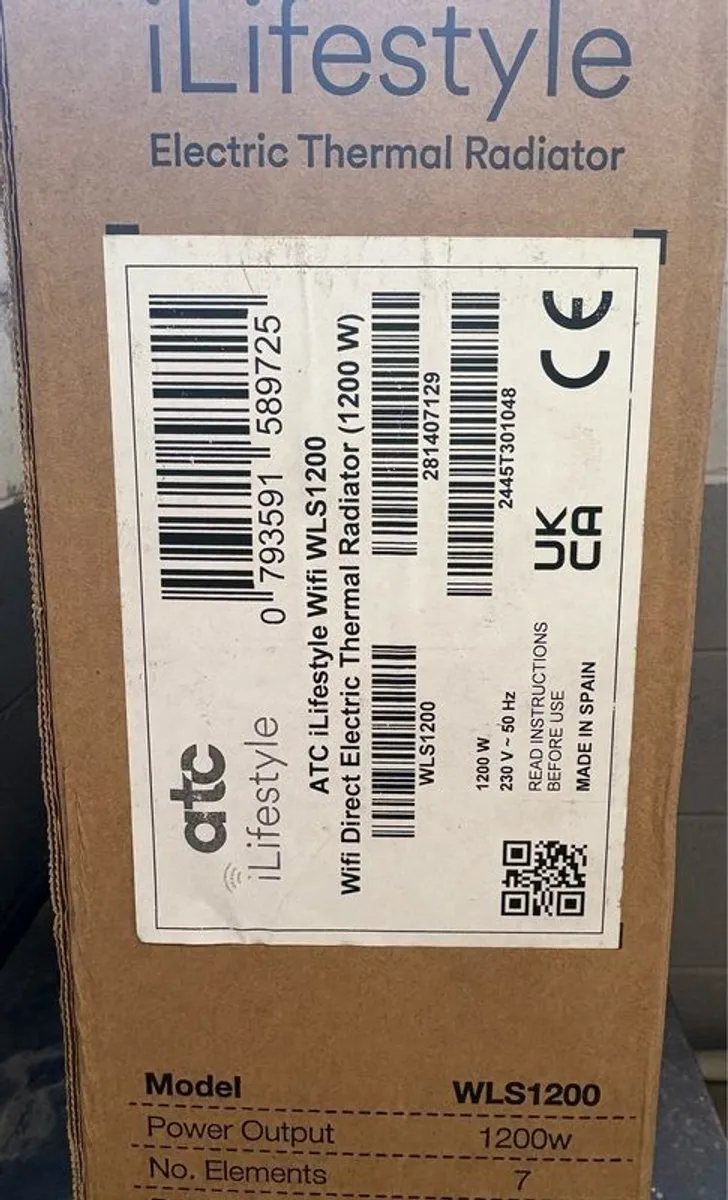 iLifestyle
Electric Thermal Radiator
atc
iLifestyle
0 793591 589725
ATC iLifestyle Wifi WLS1200
Wifi Direct Electric Thermal Radiator (1200 W)
WLS1200
281407129
2445T301048
1200 W
230 V ~ 50 Hz
READ INSTRUCTIONS
BEFORE USE
MADE IN SPAIN
UK
CA
CE
Model WLS1200
Power Output 1200w
No. Elements 7